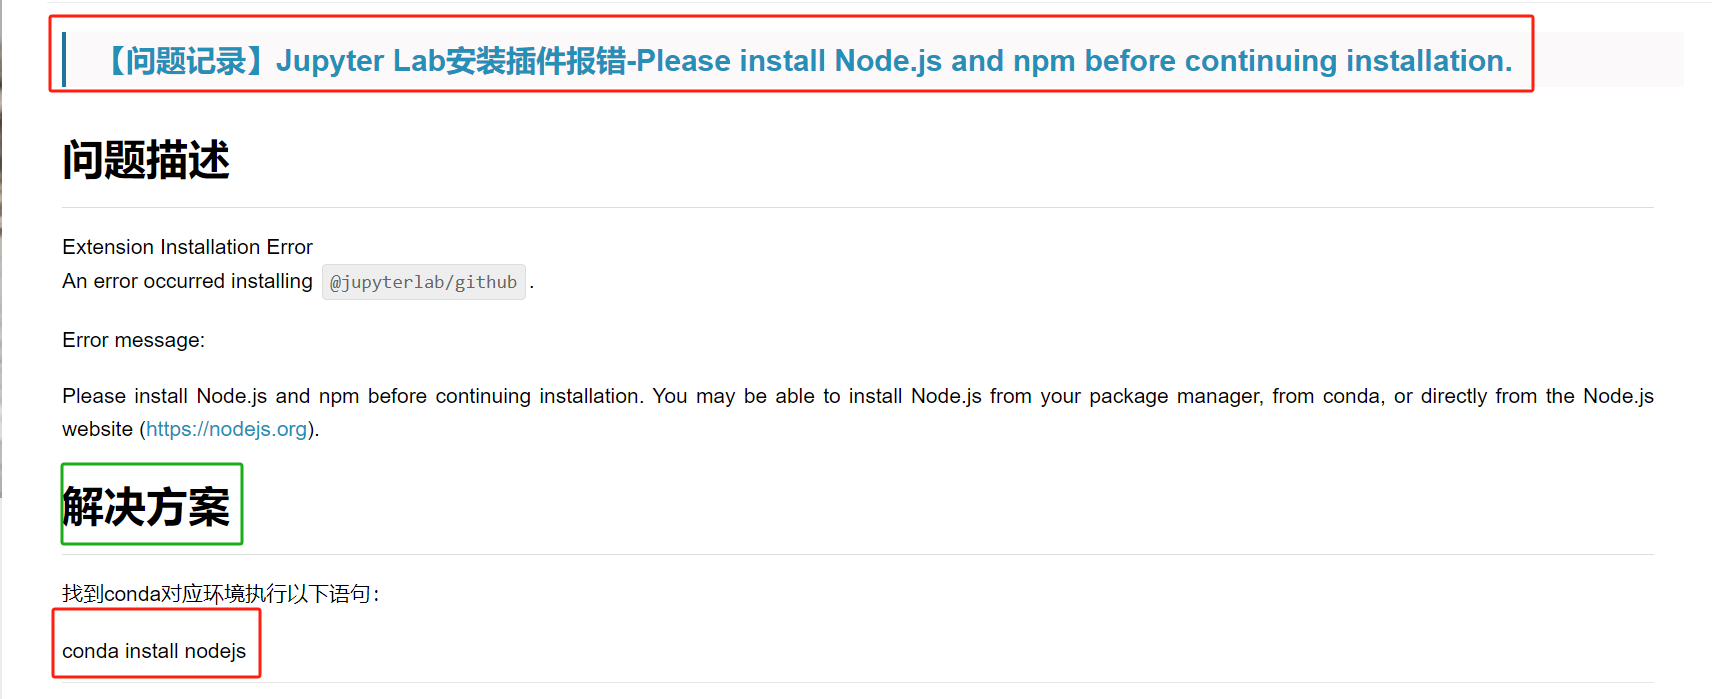 【问题记录】Jupyter Lab安装插件报错-Please install Node.js and npm before continuing installation.
问题描述
Extension Installation Error
An error occurred installing @jupyterlab/github .
Error message:
Please install Node.js and npm before continuing installation. You may be able to install Node.js from your package manager, from conda, or directly from the Node.js
website (https://nodejs.org).
解决方案
找到conda对应环境执行以下语句：
conda install nodejs